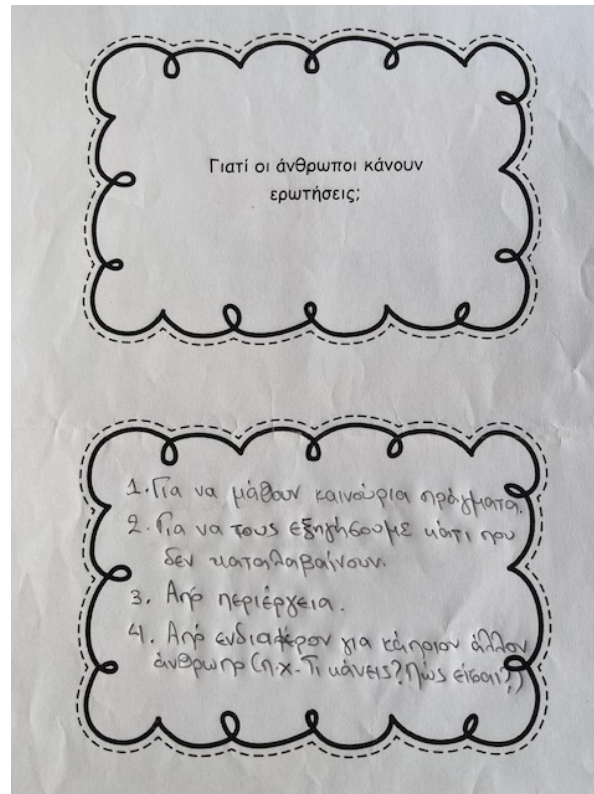 Γιατί οι άνθρωποι κάνουν
ερωτήσεις;
1. Για να μάθουν καινούρια πράγματα.
2. Για να τους εξηγήσουμε κάτι που
δεν καταλαβαίνουν.
3. Από περιέργεια.
4. Από ενδιαφέρον για κάποιον άλλον
άνθρωπο (π.χ. Τι κάνεις? Πώς είσαι?)